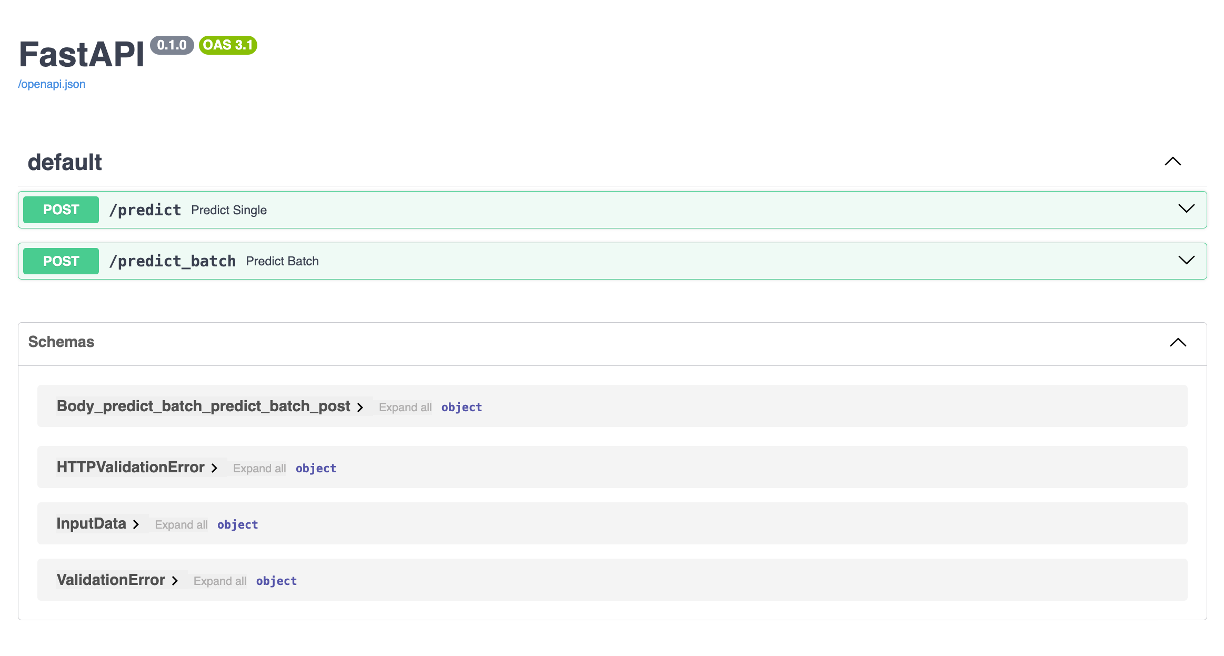 FastAPI 0.1.0 OAS 3.1
/openapi.json
default
POST /predict Predict Single
POST /predict_batch Predict Batch
Schemas
Body_predict_batch_predict_batch_post Expand all object
HTTPValidationError Expand all object
InputData Expand all object
ValidationError Expand all object